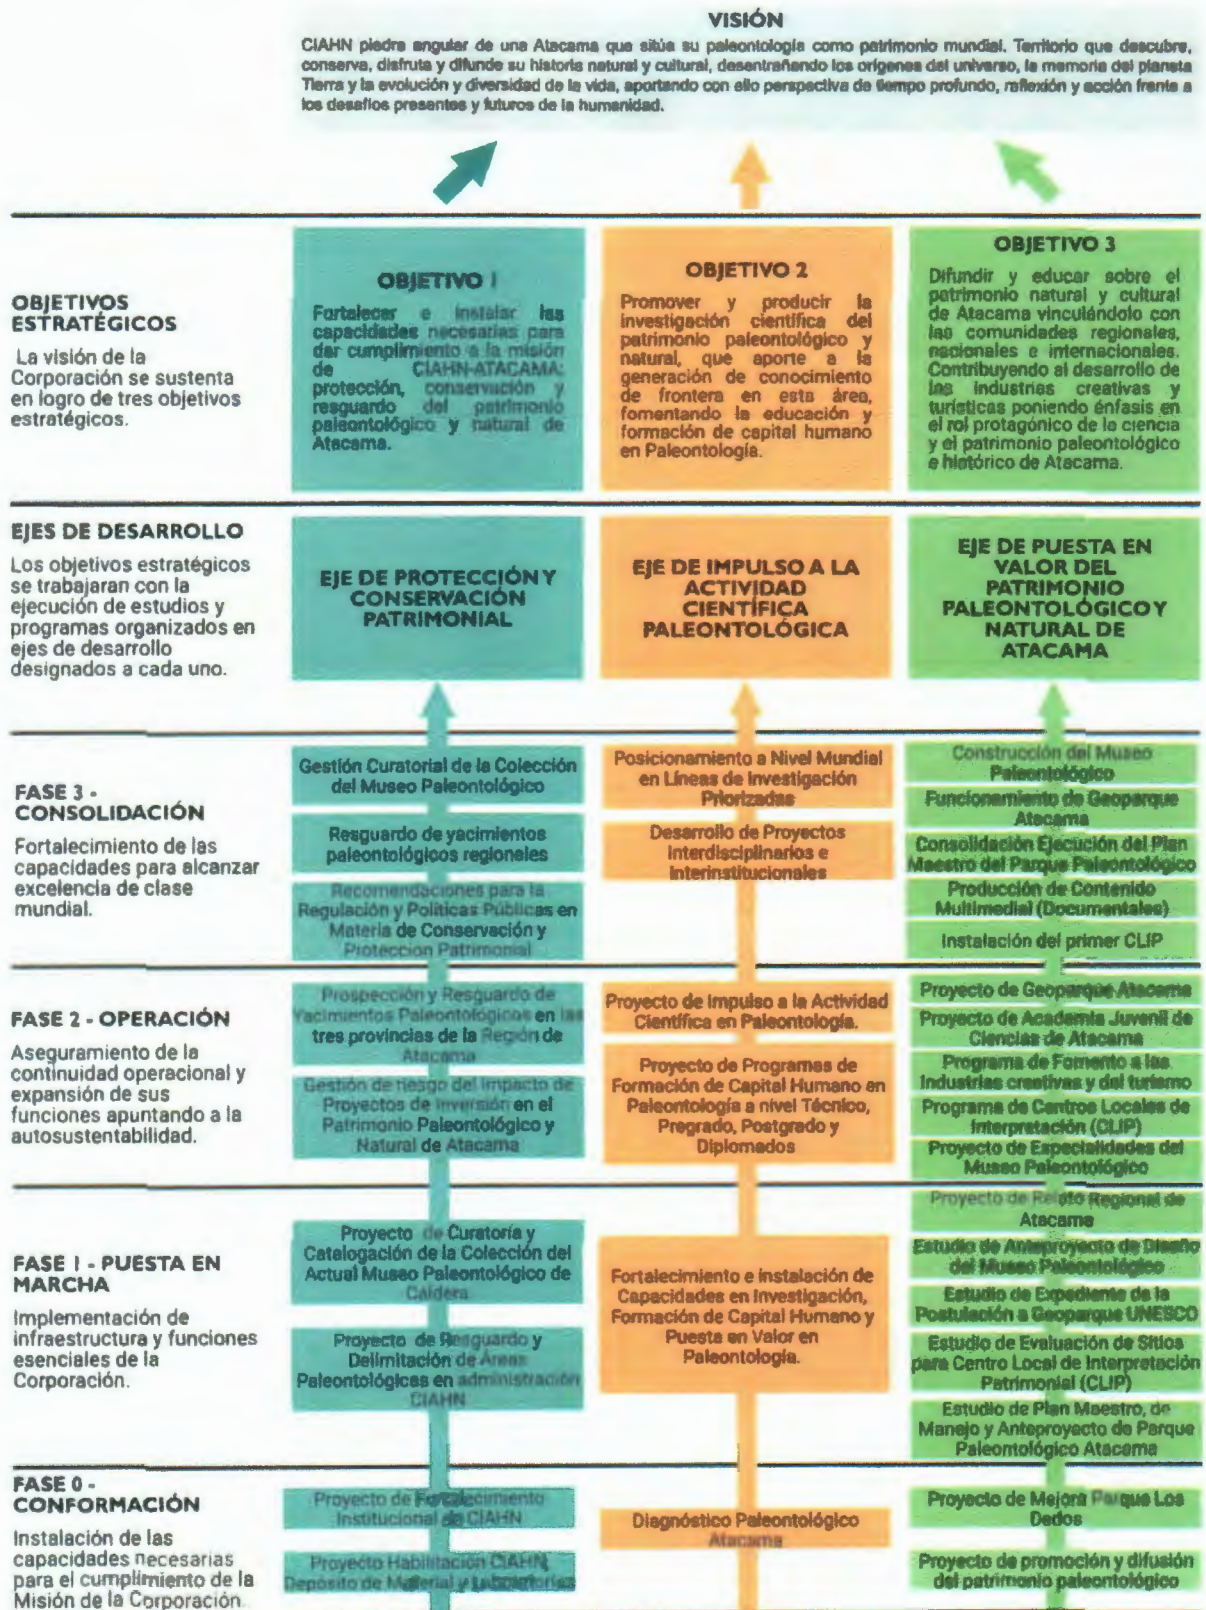 VISIÓN
CIAHN piedra angular de una Atacama que sitúa su paleontología como patrimonio mundial. Territorio que descubre,
conserva, disfruta y difunde su historia natural y cultural, desentrañando los orígenes del universo, la memoria del planeta
Tierra y la evolución y diversidad de la vida, aportando con ello perspectiva de tiempo profundo, reflexión y acción frente a
los desafíos presentes y futuros de la humanidad.
OBJETIVOS
ESTRATÉGICOS
La visión de la
Corporación se sustenta
en logro de tres objetivos
estratégicos.
OBJETIVO 1
Fortalecer e instalar las
capacidades necesarias para
dar cumplimiento a la misión
de CIAHN-ATACAMA:
protección, conservación y
resguardo del patrimonio
paleontológico y natural de
Atacama.
OBJETIVO 2
Promover y producir la
investigación científica del
patrimonio paleontológico y
natural, que aporte a la
generación de conocimiento
de frontera en esta área,
fomentando la educación y
formación de capital humano
en Paleontología.
OBJETIVO 3
Difundir y educar sobre el
patrimonio natural y cultural
de Atacama vinculándolo con
las comunidades regionales,
nacionales e internacionales.
Contribuyendo al desarrollo de
las industrias creativas y
turísticas poniendo énfasis en
el rol protagónico de la ciencia
y el patrimonio paleontológico
e histórico de Atacama.
EJES DE DESARROLLO
Los objetivos estratégicos
se trabajaran con la
ejecución de estudios y
programas organizados en
ejes de desarrollo
designados a cada uno.
EJE DE PROTECCIÓN Y
CONSERVACIÓN
PATRIMONIAL
EJE DE IMPULSO A LA
ACTIVIDAD
CIENTÍFICA
PALEONTOLÓGICA
EJE DE PUESTA EN
VALOR DEL
PATRIMONIO
PALEONTOLÓGICO Y
NATURAL DE
ATACAMA
FASE 3 -
CONSOLIDACIÓN
Fortalecimiento de las
capacidades para alcanzar
excelencia de clase
mundial.
Gestión Curatorial de la Colección
del Museo Paleontológico
Resguardo de yacimientos
paleontológicos regionales
Recomendaciones para la
Regulación y Políticas Públicas en
Materia de Conservación y
Protección Patrimonial
Posicionamiento a Nivel Mundial
en Líneas de Investigación
Priorizadas
Desarrollo de Proyectos
Interdisciplinarios e
Interinstitucionales
Construcción del Museo
Paleontológico
Funcionamiento de Geoparque
Atacama
Consolidación Ejecución del Plan
Maestro del Parque Paleontológico
Producción de Contenido
Multimedial (Documentales)
Instalación del primer CLIP
FASE 2 - OPERACIÓN
Aseguramiento de la
continuidad operacional y
expansión de sus
funciones apuntando a la
autosustentabilidad.
Prospección y Resguardo de
Yacimientos Paleontológicos en las
tres provincias de la Región de
Atacama
Gestión de riesgo del impacto de
Proyectos de Inversión en el
Patrimonio Paleontológico y
Natural de Atacama
Proyecto de Impulso a la Actividad
Científica en Paleontología.
Proyecto de Programas de
Formación de Capital Humano en
Paleontología a nivel Técnico,
Pregrado, Postgrado y
Diplomados
Proyecto de Geoparque Atacama
Proyecto de Academia Juvenil de
Ciencias de Atacama
Programa de Fomento a las
Industrias creativas y del turismo
Programa de Centros Locales de
Interpretación (CLIP)
Proyecto de Especialidades del
Museo Paleontológico
FASE 1 - PUESTA EN
MARCHA
Implementación de
infraestructura y funciones
esenciales de la
Corporación.
Proyecto de Curatoría y
Catalogación de la Colección del
Actual Museo Paleontológico de
Caldera
Proyecto de Resguardo y
Delimitación de Áreas
Paleontológicas en administración
CIAHN
Fortalecimiento e instalación de
Capacidades en Investigación,
Formación de Capital Humano y
Puesta en Valor en
Paleontología.
Proyecto de Relato Regional de
Atacama
Estudio de Anteproyecto de Diseño
del Museo Paleontológico
Estudio de Expediente de la
Postulación a Geoparque UNESCO
Estudio de Evaluación de Sitios
para Centro Local de Interpretación
Patrimonial (CLIP)
Estudio de Plan Maestro, de
Manejo y Anteproyecto de Parque
Paleontológico Atacama
FASE 0 -
CONFORMACIÓN
Instalación de las
capacidades necesarias
para el cumplimiento de la
Misión de la Corporación
Proyecto de Fortalecimiento
Institucional de CIAHN
Proyecto Habilitación CIAHN,
Depósito de Material y Laboratorios
Diagnóstico Paleontológico
Atacama
Proyecto de Mejora Parque Los
Dedos
Proyecto de promoción y difusión
del patrimonio paleontológico